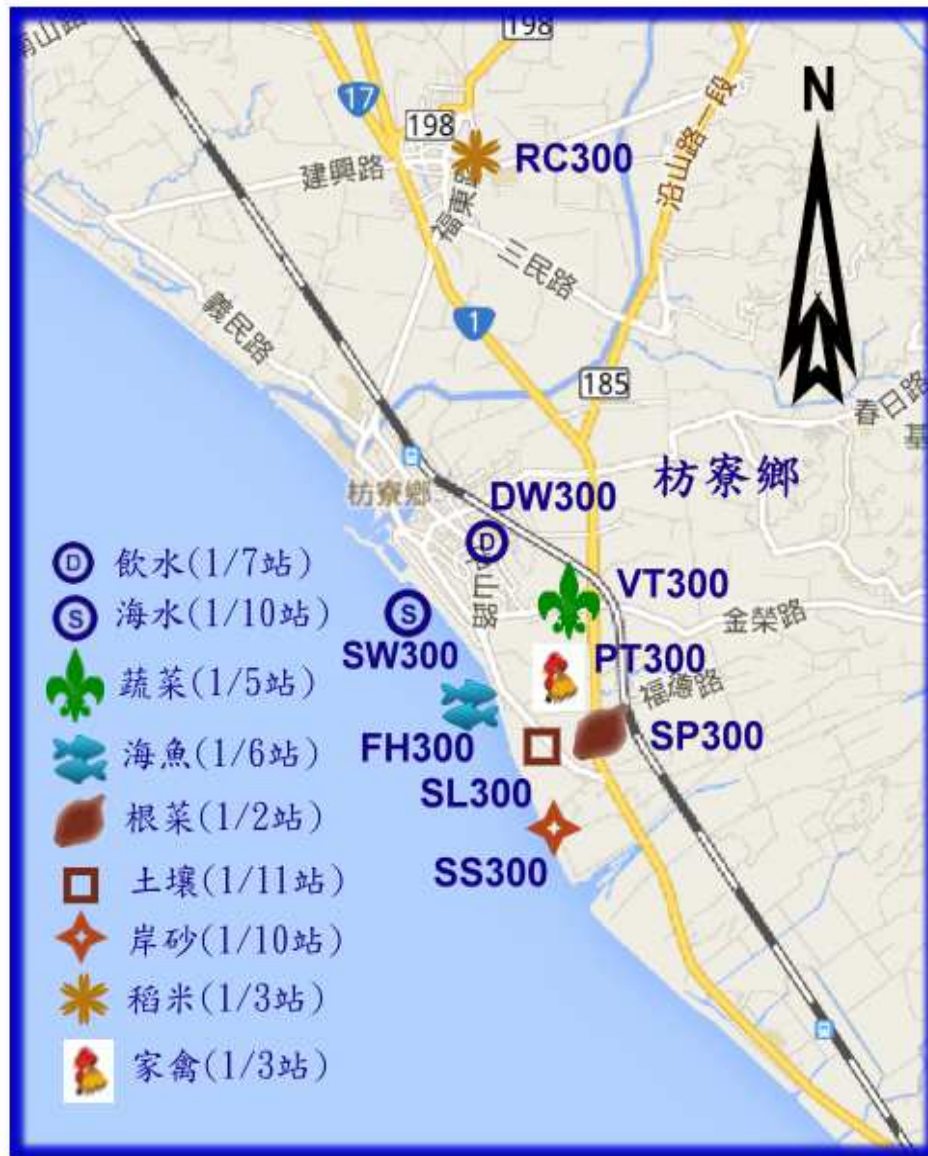 198
17
198
RC300
建興路
沿山路一段
福東路
三民路
N
義民路
1
185
春日路
基
枋寮鄉
枋寮鄉
DW300
D
VT300
金榮路
S
SW300
PT300
福德路
FH300
SP300
SL300
SS300
D 飲水(1/7站)
S 海水(1/10站)
蔬菜(1/5站)
海魚(1/6站)
根菜(1/2站)
土壤(1/11站)
岸砂(1/10站)
稻米(1/3站)
家禽(1/3站)